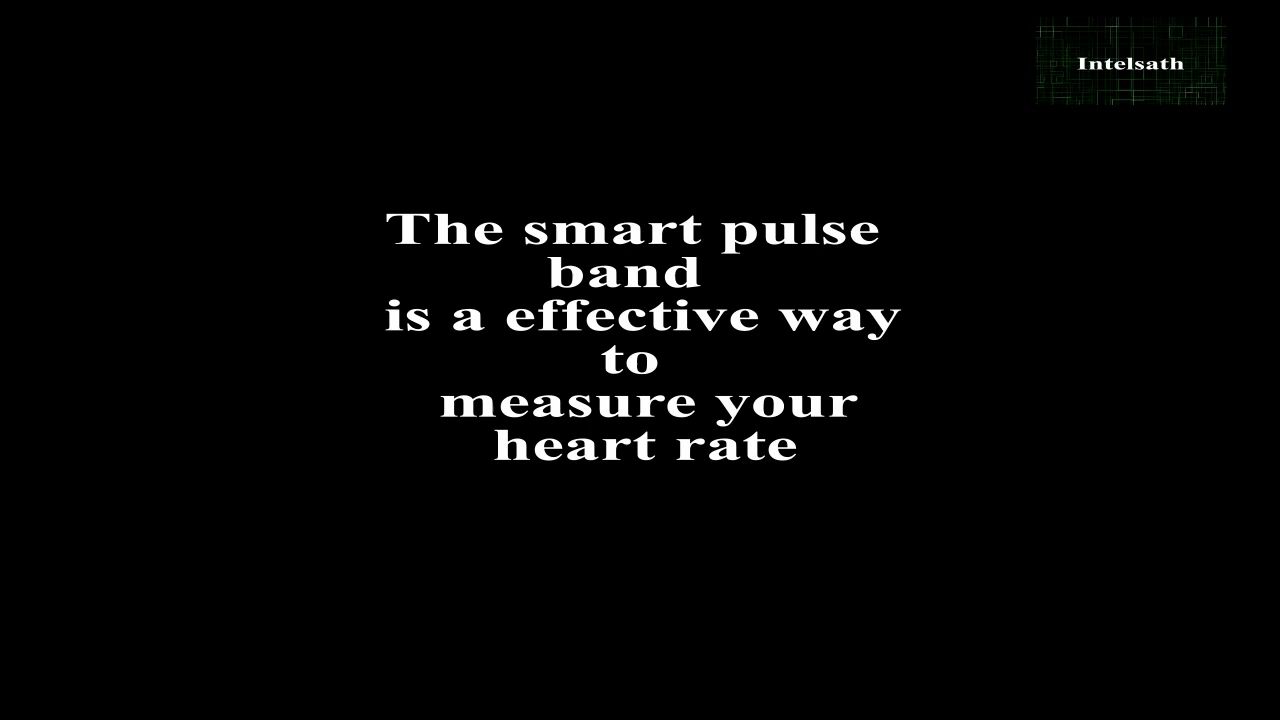 Intelsath
The smart pulse
band
is a effective way
to
measure your
heart rate